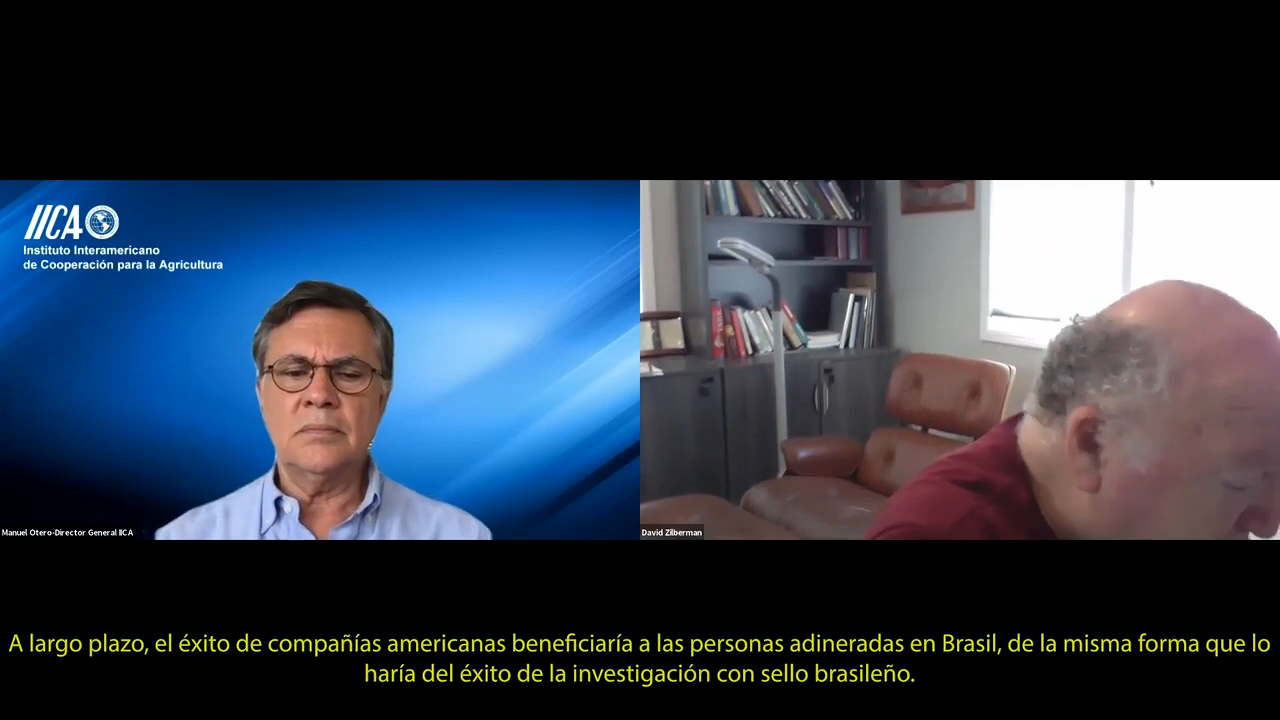 IICA
Instituto Interamericano
de Cooperación para la Agricultura
Manuel Otero-Director General IICA
David Zilberman
A largo plazo, el éxito de compañías americanas beneficiaría a las personas adineradas en Brasil, de la misma forma que lo
haría del éxito de la investigación con sello brasileño.